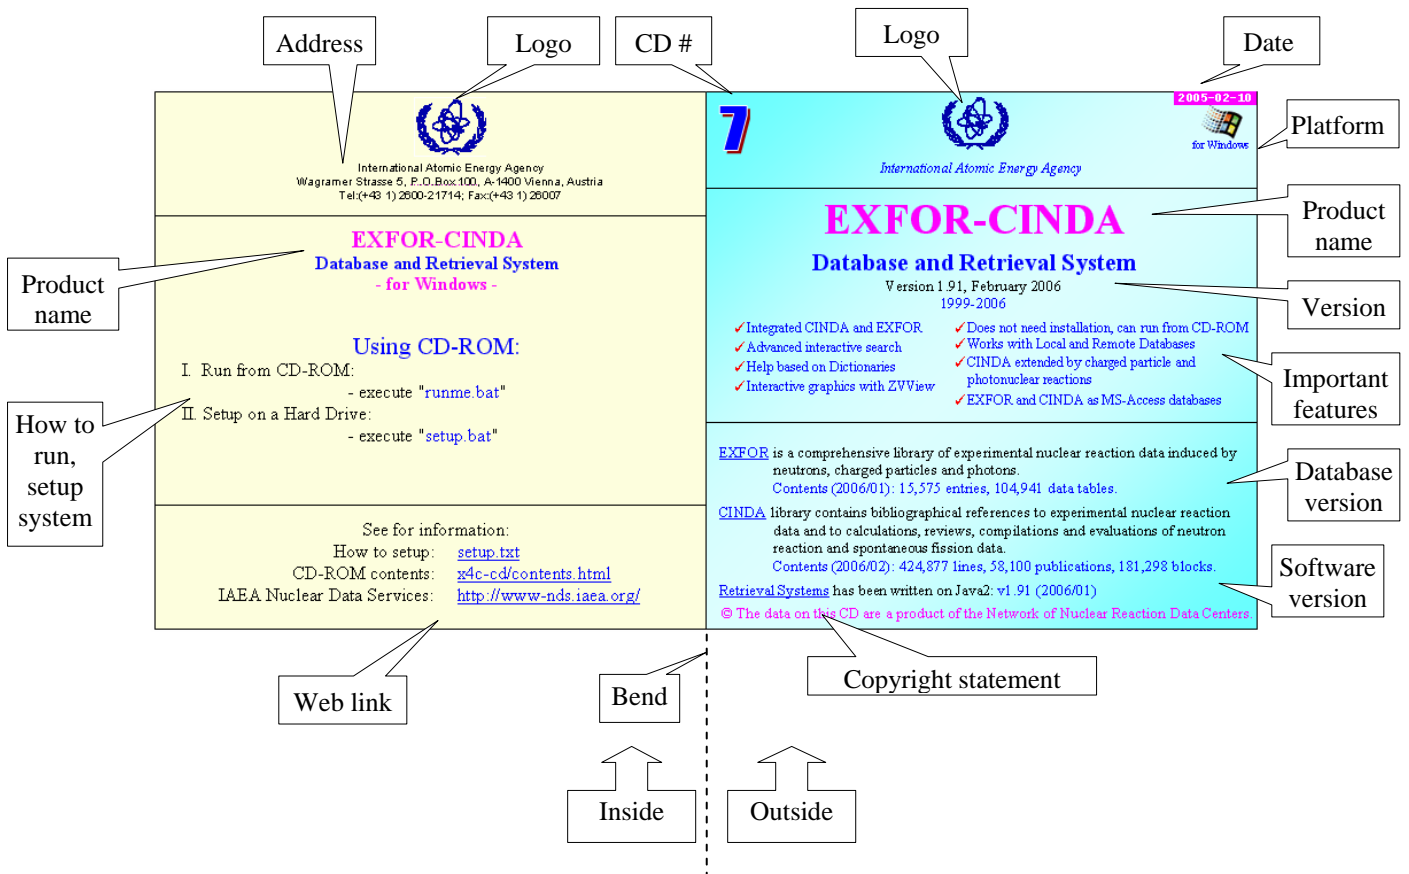 Address
Logo
CD #
Logo
Date
Platform
Product
name
Version
Important
features
Database
version
Software
version
Product
name
How to
run,
setup
system
International Atomic Energy Agency
Wagramer Strasse 5, P.O.Box 100, A-1400 Vienna, Austria
Tel:(+43 1) 2600-21714; Fax:(+43 1) 26007
EXFOR-CINDA
Database and Retrieval System
- for Windows -
Using CD-ROM:
I. Run from CD-ROM:
- execute "runme.bat"
II. Setup on a Hard Drive:
- execute "setup.bat"
See for information:
How to setup: setup.txt
CD-ROM contents: x4c-cd/contents.html
IAEA Nuclear Data Services: http://www-nds.iaea.org/
7
2005-02-10
for Windows
International Atomic Energy Agency
EXFOR-CINDA
Database and Retrieval System
Version 1.91, February 2006
1999-2006
✓Integrated CINDA and EXFOR
✓Advanced interactive search
✓Help based on Dictionaries
✓Interactive graphics with ZVView
✓Does not need installation, can run from CD-ROM
✓Works with Local and Remote Databases
✓CINDA extended by charged particle and
photonuclear reactions
✓EXFOR and CINDA as MS-Access databases
EXFOR is a comprehensive library of experimental nuclear reaction data induced by
neutrons, charged particles and photons.
Contents (2006/01): 15,575 entries, 104,941 data tables.
CINDA library contains bibliographical references to experimental nuclear reaction
data and to calculations, reviews, compilations and evaluations of neutron
reaction and spontaneous fission data.
Contents (2006/02): 424,877 lines, 58,100 publications, 181,298 blocks.
Retrieval Systems has been written on Java2: v1.91 (2006/01)
© The data on this CD are a product of the Network of Nuclear Reaction Data Centers.
Web link
Bend
Copyright statement
Inside
Outside